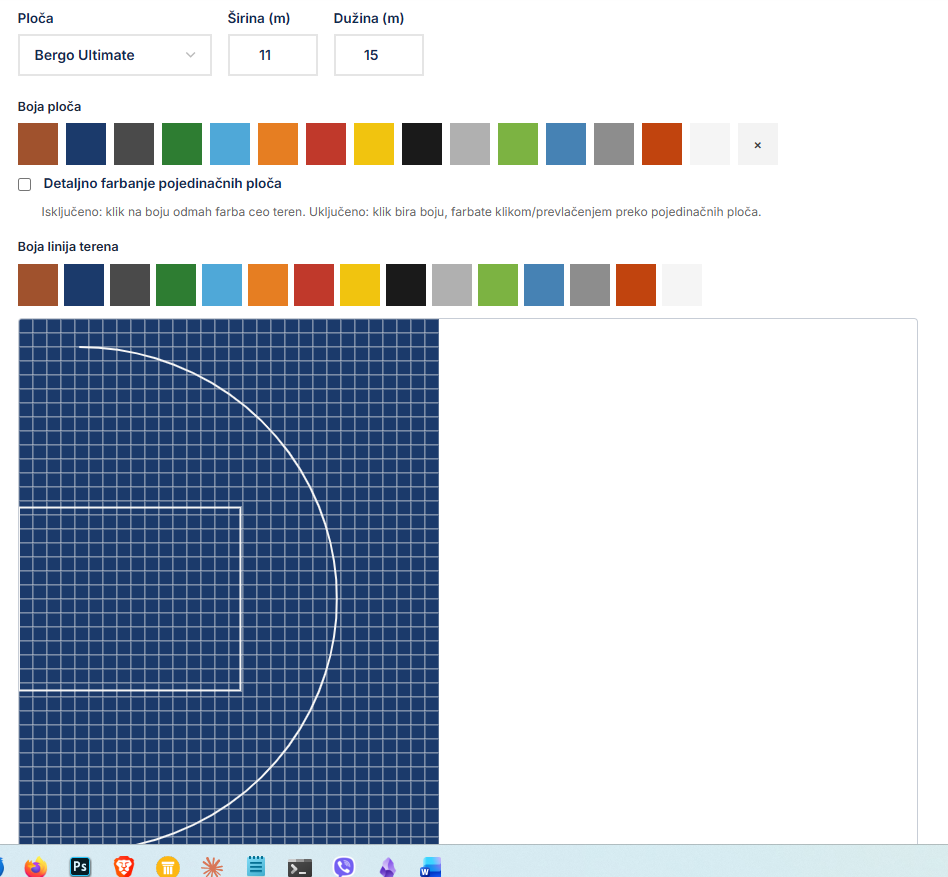 Ploča
Širina (m)
Dužina (m)
Bergo Ultimate
11
15
Boja ploča
×
Detaljno farbanje pojedinačnih ploča
Isključeno: klik na boju odmah farba ceo teren. Uključeno: klik bira boju, farbate klikom/prevlačenjem preko pojedinačnih ploča.
Boja linija terena
Ps
W